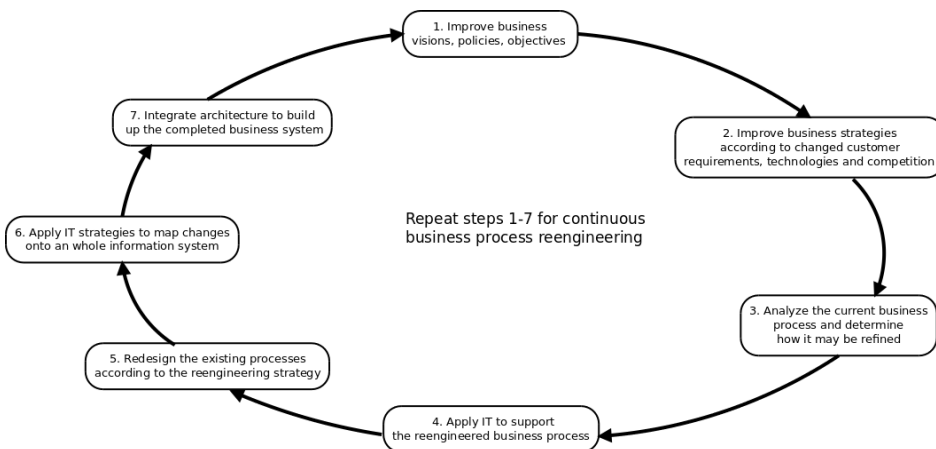 1. Improve business
visions, policies, objectives
2. Improve business strategies
according to changed customer
requirements, technologies and competition
3. Analyze the current business
process and determine
how it may be refined
4. Apply IT to support
the reengineered business process
5. Redesign the existing processes
according to the reengineering strategy
6. Apply IT strategies to map changes
onto an whole information system
7. Integrate architecture to build
up the completed business system
Repeat steps 1-7 for continuous
business process reengineering